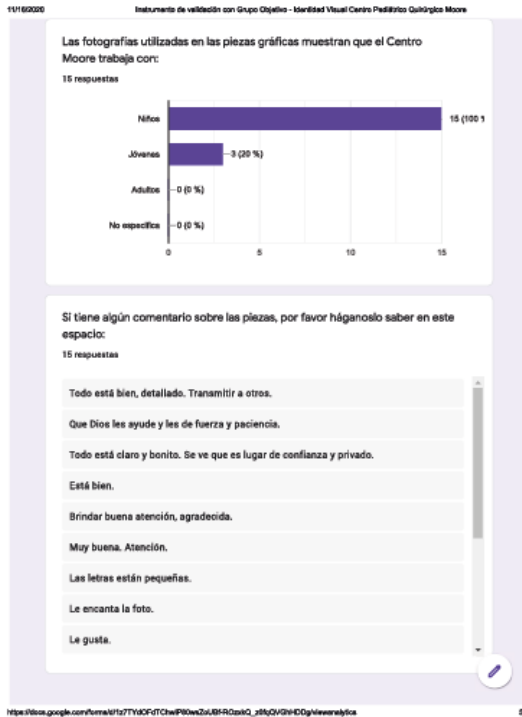 11/16/2020 Instrumento de validación con Grupo Objetivo - Identidad Visual Centro Pediátrico Quirúrgico Moore
Las fotografías utilizadas en las piezas gráficas muestran que el Centro
Moore trabaja con:
15 respuestas
Niños 15 (100 %
Jóvenes 3 (20 %)
Adultos 0 (0 %)
No específica 0 (0 %)
0 5 10 15
Si tiene algún comentario sobre las piezas, por favor háganoslo saber en este
espacio:
15 respuestas
Todo está bien, detallado. Transmitir a otros.
Que Dios les ayude y les de fuerza y paciencia.
Todo está claro y bonito. Se ve que es lugar de confianza y privado.
Está bien.
Brindar buena atención, agradecida.
Muy buena. Atención.
Las letras están pequeñas.
Le encanta la foto.
Le gusta.